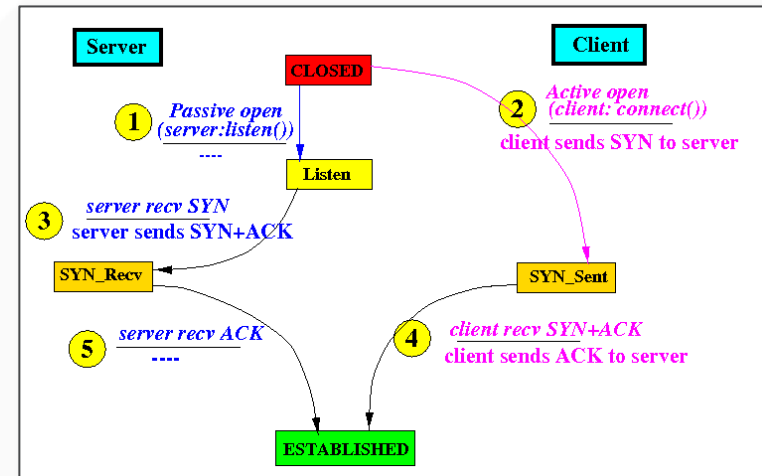 Server
Client
CLOSED
1
Passive open
(server:listen())
----
2
Active open
(client: connect())
client sends SYN to server
Listen
3
server recv SYN
server sends SYN+ACK
SYN_Recv
SYN_Sent
5
server recv ACK
----
4
client recv SYN+ACK
client sends ACK to server
ESTABLISHED